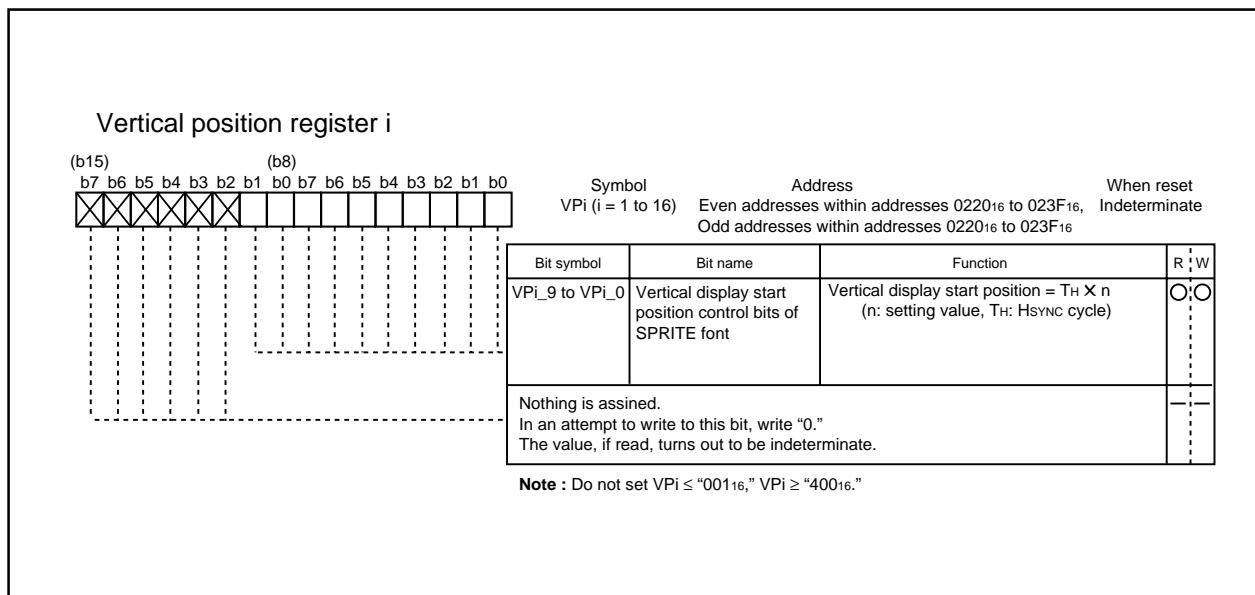 Vertical position register i
(b15) (b8)
b7 b6 b5 b4 b3 b2 b1 b0 b7 b6 b5 b4 b3 b2 b1 b0
Symbol Address When reset
VPi (i = 1 to 16) Even addresses within addresses 022016 to 023F16, Indeterminate
Odd addresses within addresses 022016 to 023F16
Bit symbol Bit name Function R W
VPi_9 to VPi_0 Vertical display start Vertical display start position = TH X n
position control bits of (n: setting value, TH: HSYNC cycle)
SPRITE font
Nothing is assined.
In an attempt to write to this bit, write “0.”
The value, if read, turns out to be indeterminate.
Note : Do not set VPi ≤ “00116,” VPi ≥ “40016.”